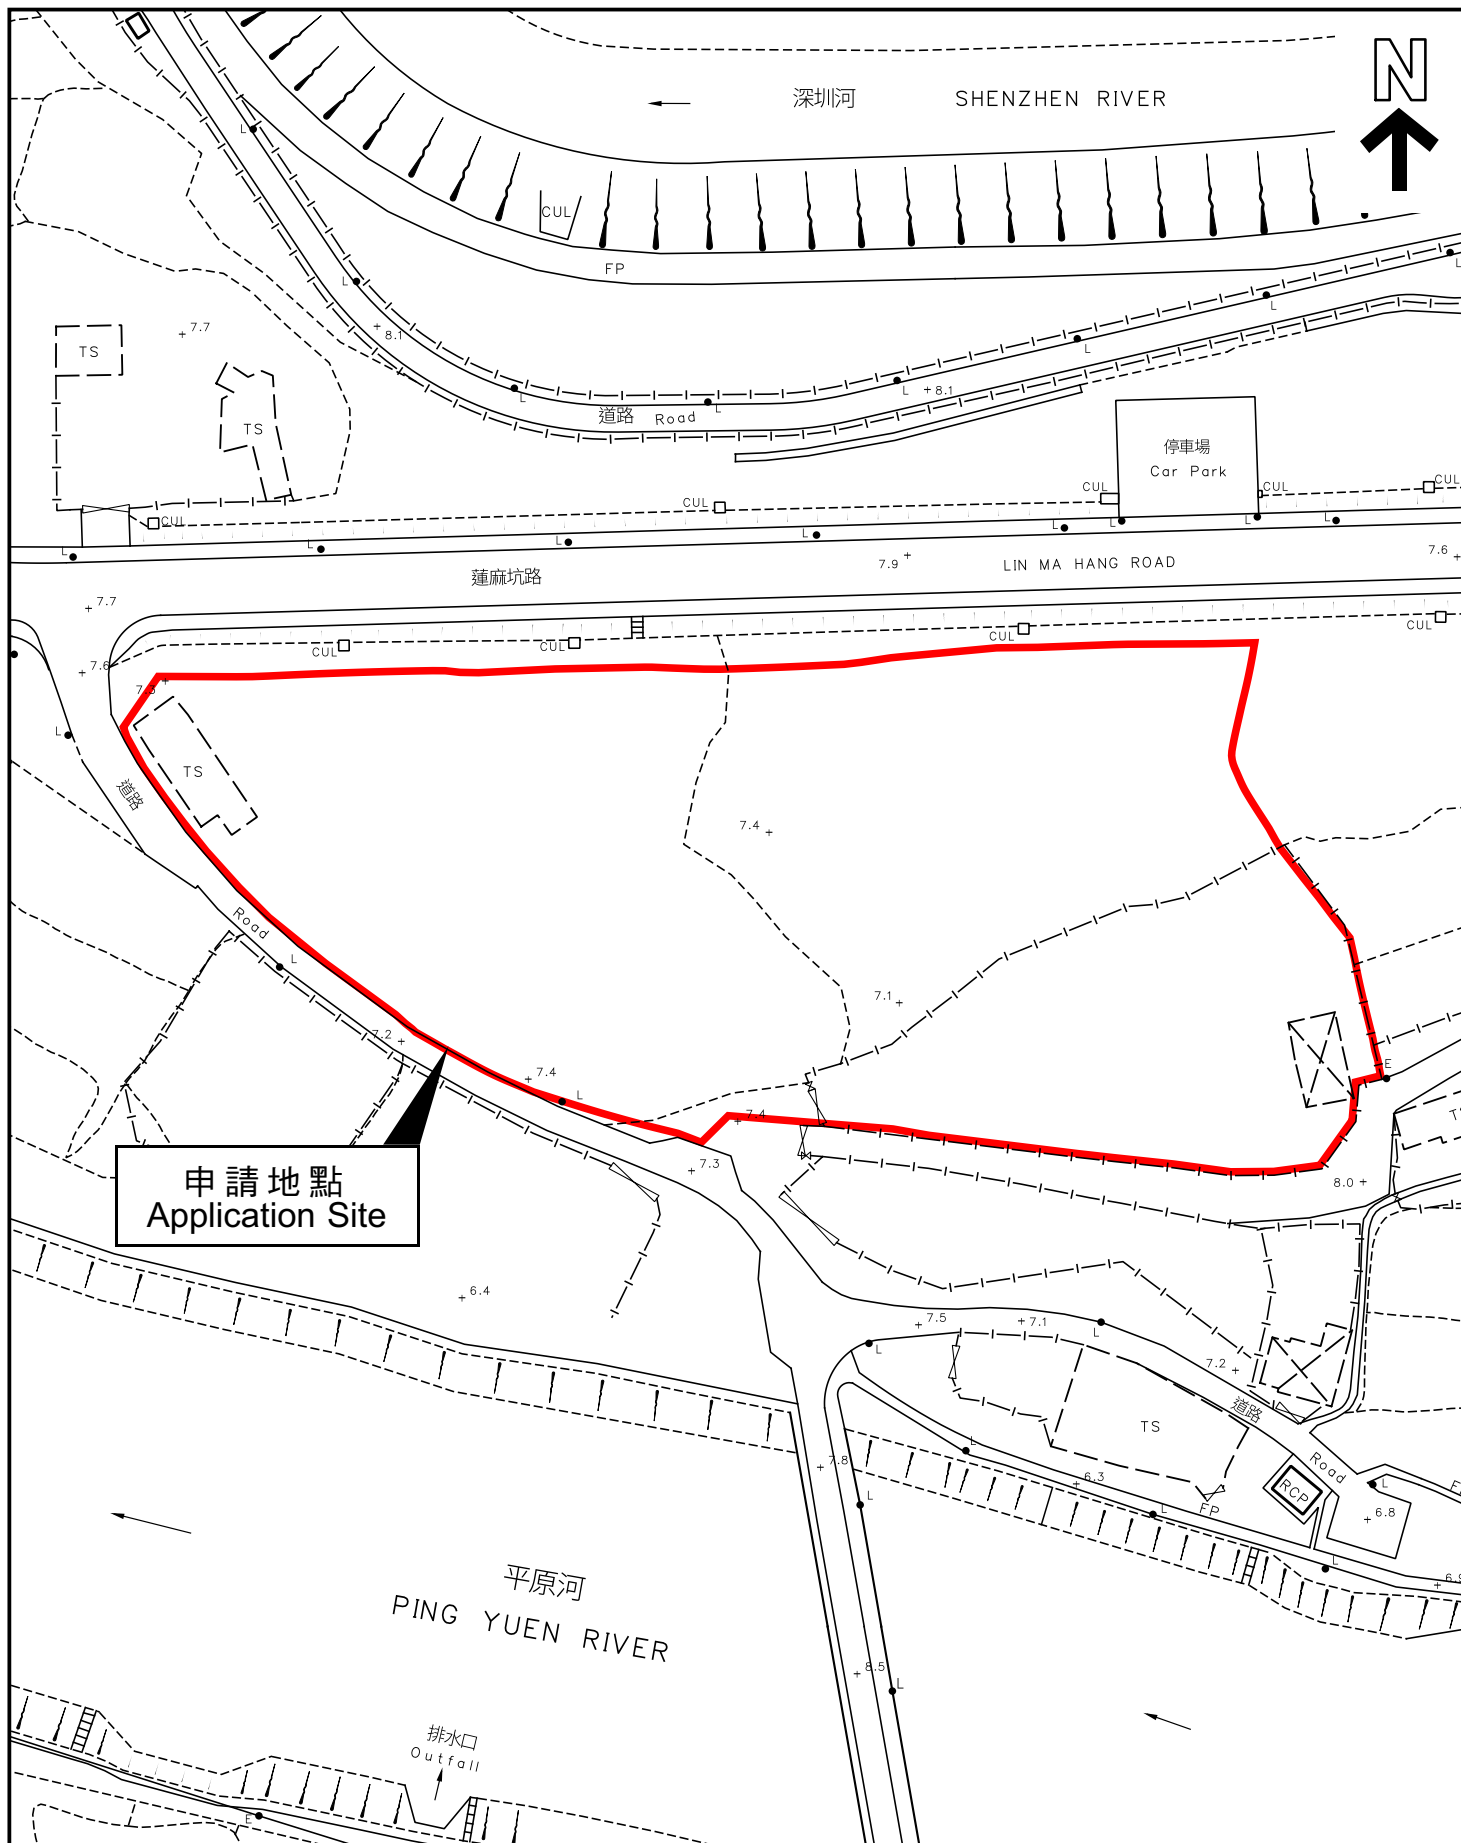 N
深圳河 SHENZHEN RIVER
L
CUL
FP
L
L
7.7
8.1
TS
L
L
L
L
L
8.1
道路 Road
TS
停車場
Car Park
CUL
CUL
CUL
CUL
CUL
L
L
L
L
L
L
L
L
蓮麻坑路
7.9
LIN MA HANG ROAD
7.6
7.7
CUL
CUL
CUL
CUL
7.6
7.3
L
TS
道路
7.4
Road
L
7.1
7.2
7.4
L
E
7.4
TS
7.3
8.0
申請地點
Application Site
6.4
7.5
7.1
L
L
7.2
道路
TS
L
Road
7.8
6.3
RCP
L
L
FP
L
6.8
L
6.9
平原河
PING YUEN RIVER
8.5
L
排水口
Outfall
E